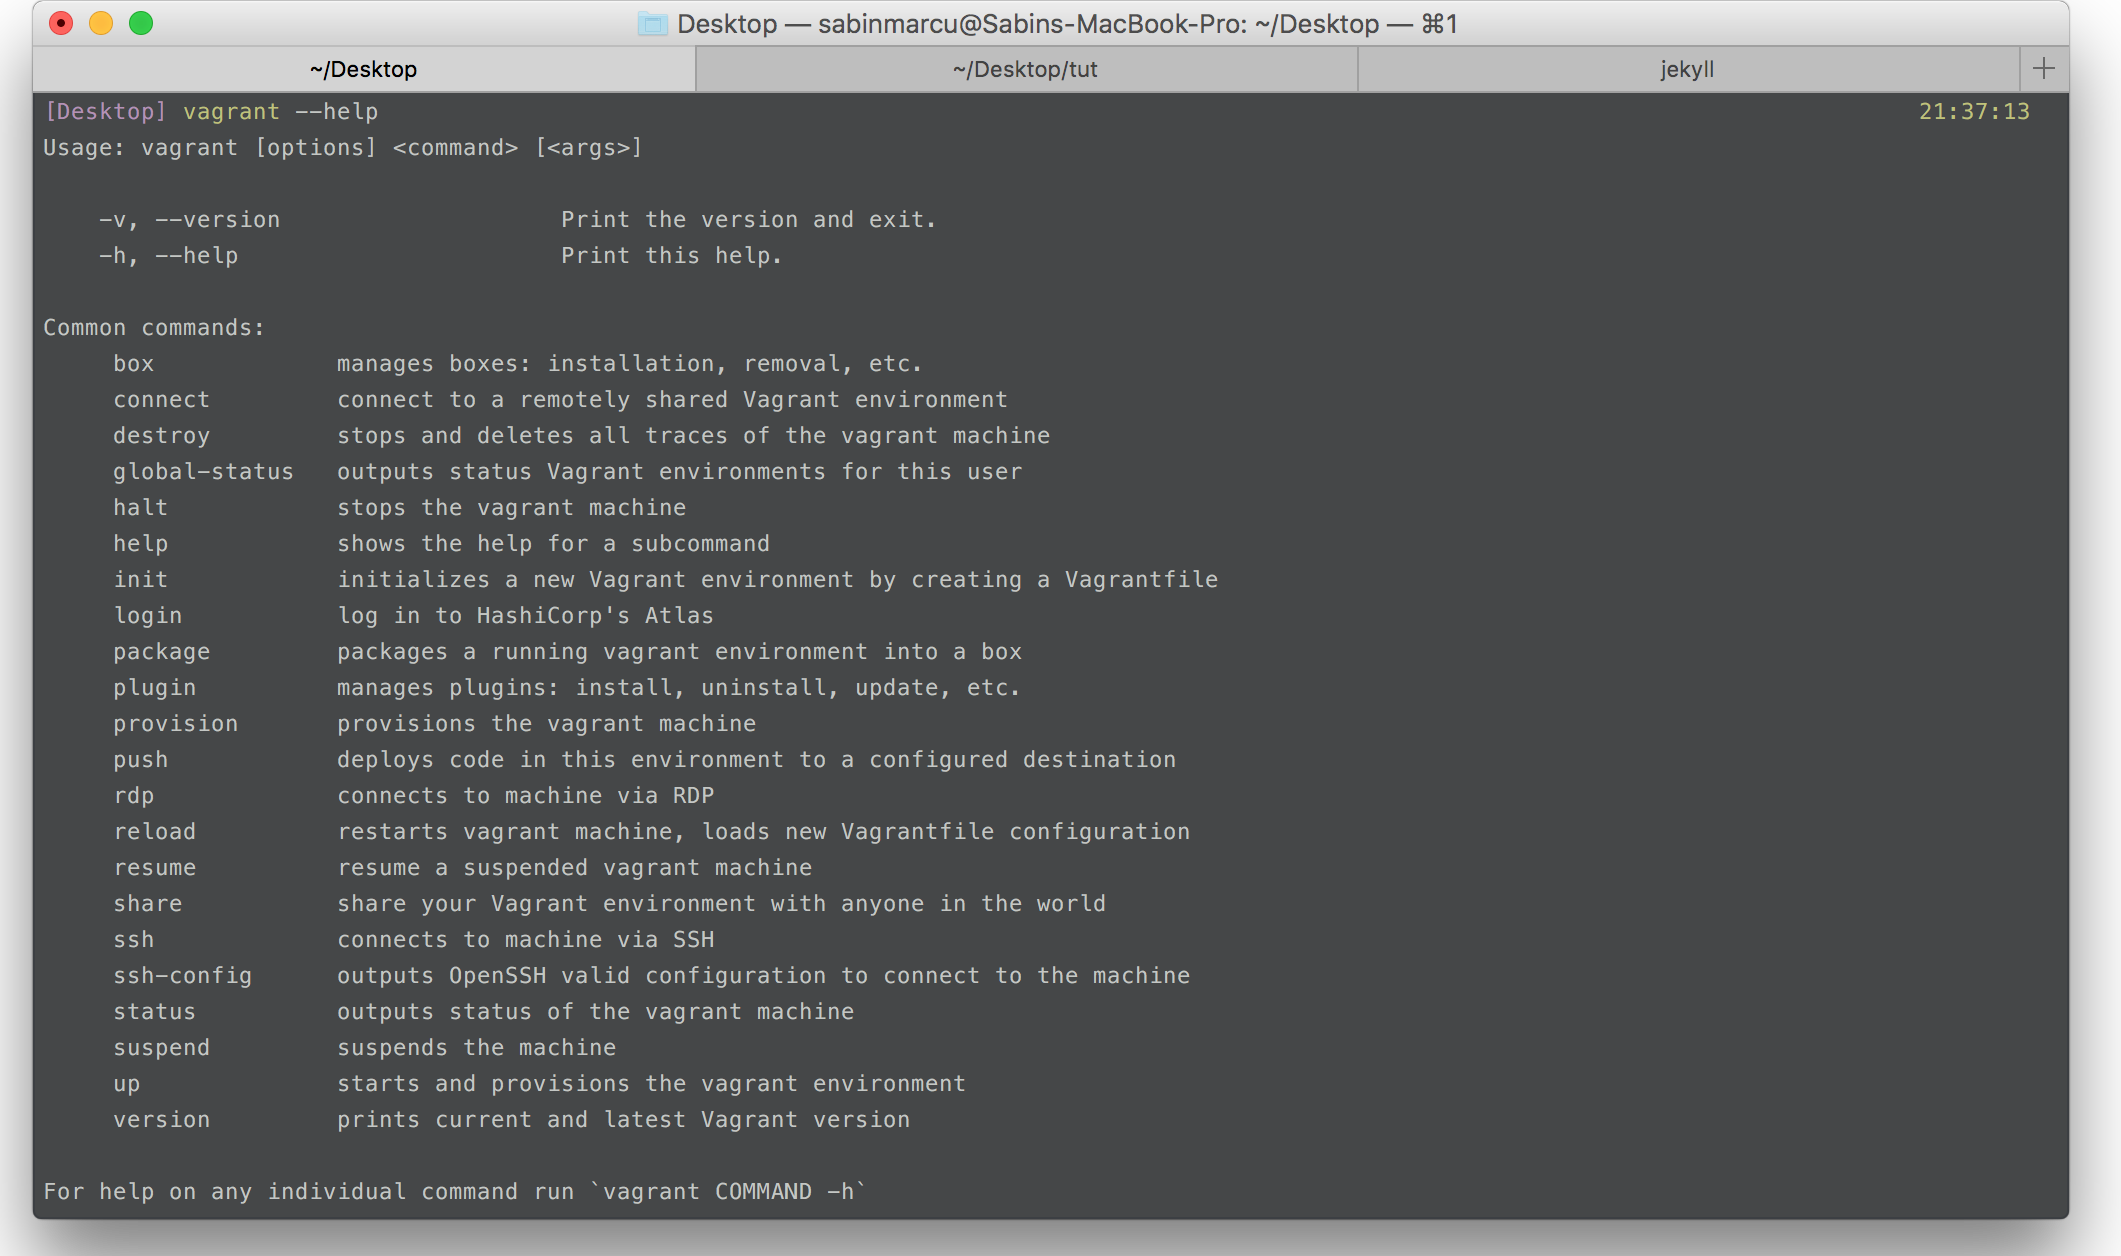 Desktop — sabinmarcu@Sabins-MacBook-Pro: ~/Desktop — ⌘1
~/Desktop ~/Desktop/tut jekyll +
[Desktop] vagrant --help 21:37:13
Usage: vagrant [options] <command> [<args>]
-v, --version Print the version and exit.
-h, --help Print this help.
Common commands:
box manages boxes: installation, removal, etc.
connect connect to a remotely shared Vagrant environment
destroy stops and deletes all traces of the vagrant machine
global-status outputs status Vagrant environments for this user
halt stops the vagrant machine
help shows the help for a subcommand
init initializes a new Vagrant environment by creating a Vagrantfile
login log in to HashiCorp's Atlas
package packages a running vagrant environment into a box
plugin manages plugins: install, uninstall, update, etc.
provision provisions the vagrant machine
push deploys code in this environment to a configured destination
rdp connects to machine via RDP
reload restarts vagrant machine, loads new Vagrantfile configuration
resume resume a suspended vagrant machine
share share your Vagrant environment with anyone in the world
ssh connects to machine via SSH
ssh-config outputs OpenSSH valid configuration to connect to the machine
status outputs status of the vagrant machine
suspend suspends the machine
up starts and provisions the vagrant environment
version prints current and latest Vagrant version
For help on any individual command run `vagrant COMMAND -h`